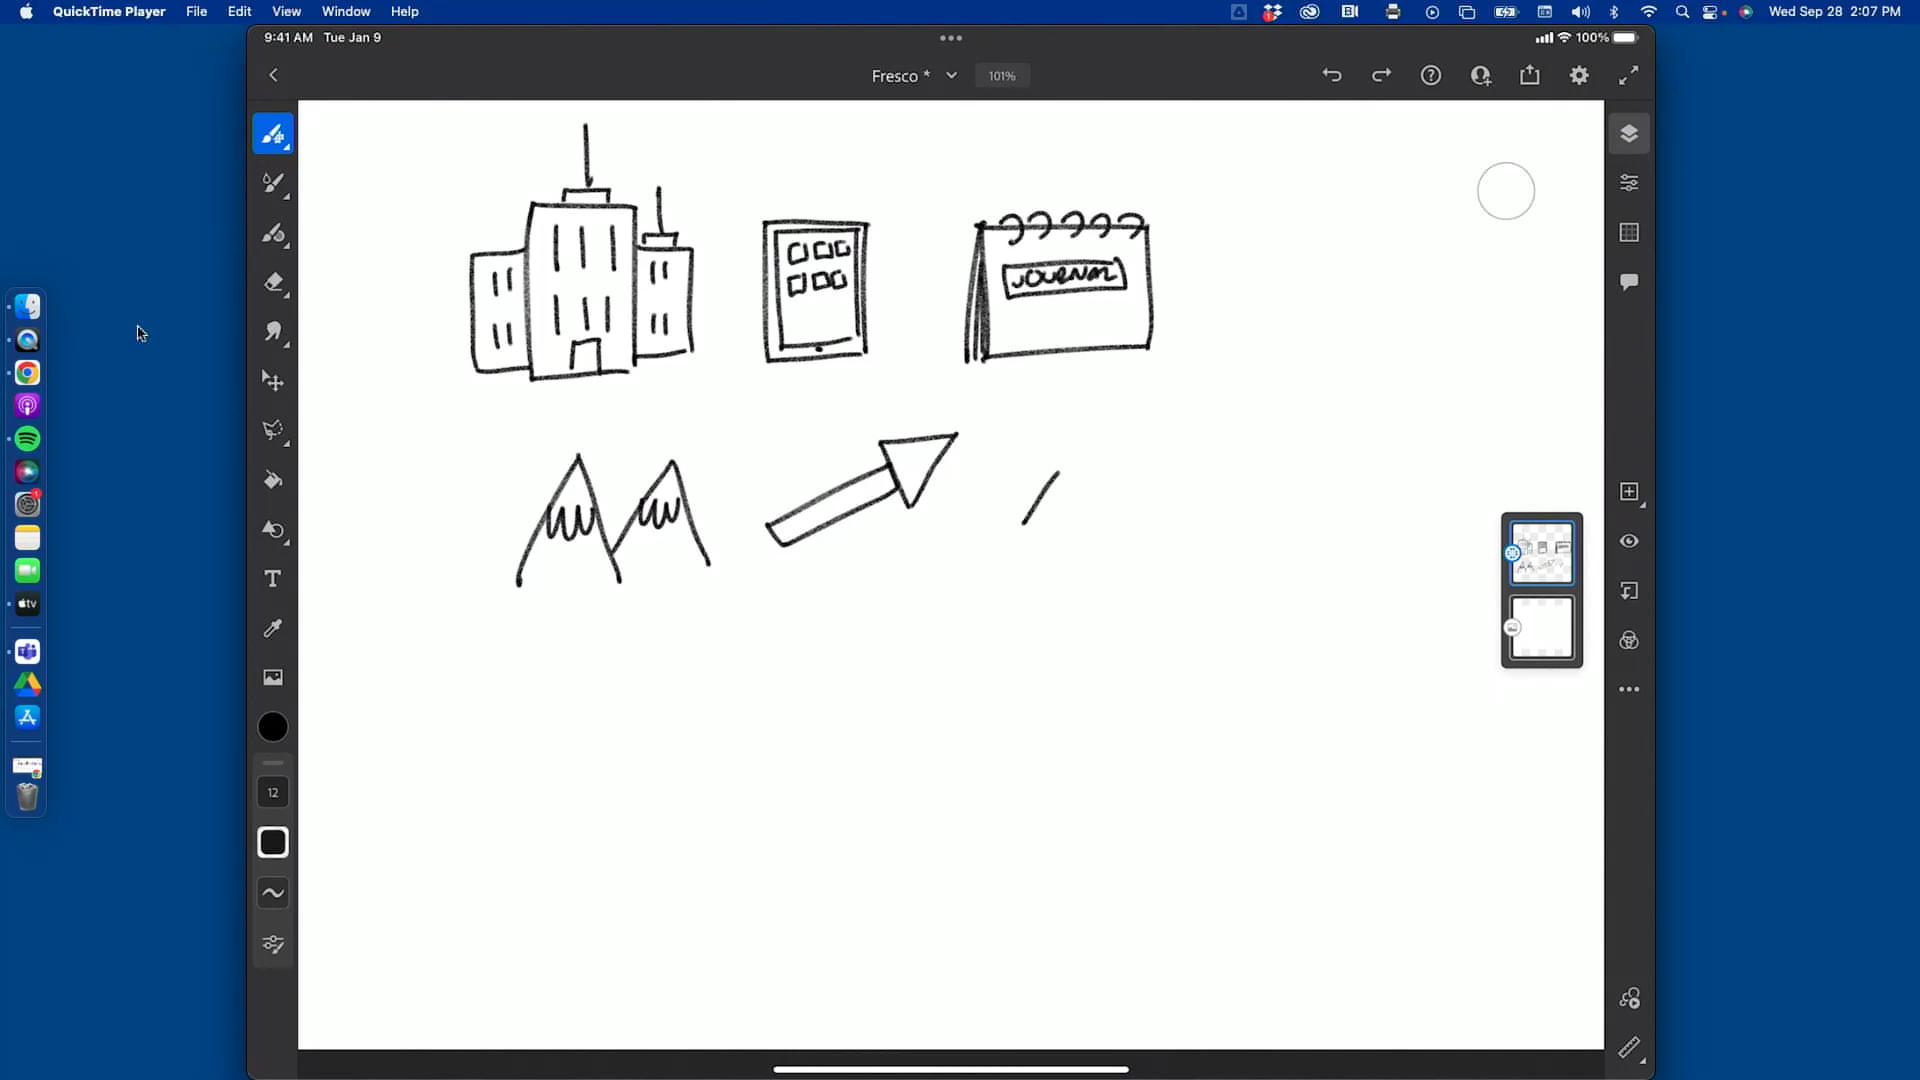 QuickTime Player File Edit View Window Help Wed Sep 28 2:07 PM
9:41 AM Tue Jan 9 100%
Fresco * 101%
JOURNAL
T
12
tv